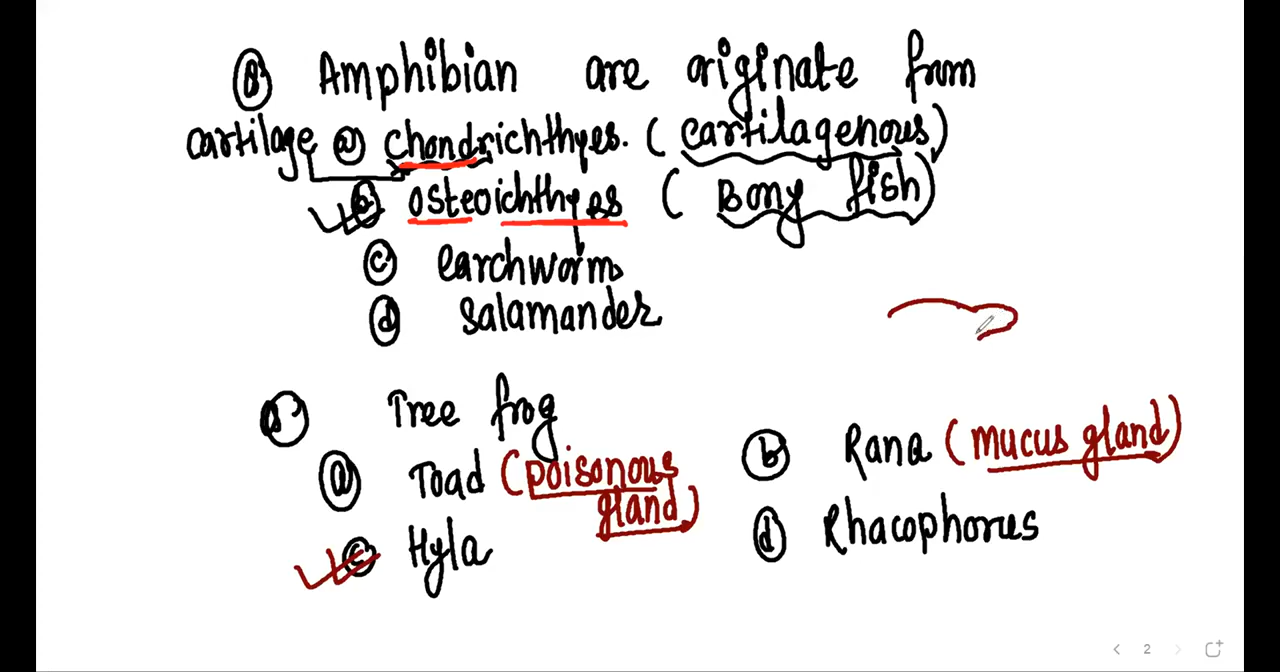 Q Amphibian are originate from
cartilage a) chondrichthyes. (cartilagenous)
osteoichthyes (Bony fish)
c earchworm
d salamander
Tree frog
a Toad (poisonous gland)
b Rana (mucus gland)
c Hyla
d Rhacophorus
2